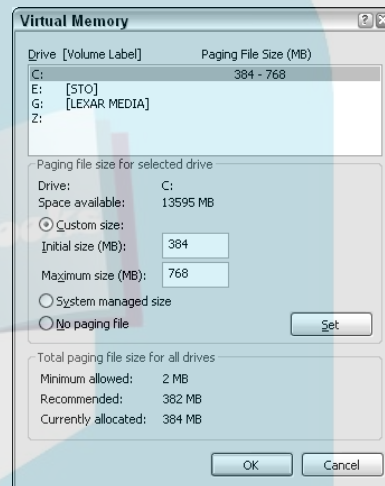 Virtual Memory
Drive [Volume Label] Paging File Size (MB)
C: 384 - 768
E: [STO]
G: [LEXAR MEDIA]
Z:
Paging file size for selected drive
Drive: C:
Space available: 13595 MB
Custom size:
Initial size (MB): 384
Maximum size (MB): 768
System managed size
No paging file
Set
Total paging file size for all drives
Minimum allowed: 2 MB
Recommended: 382 MB
Currently allocated: 384 MB
OK Cancel